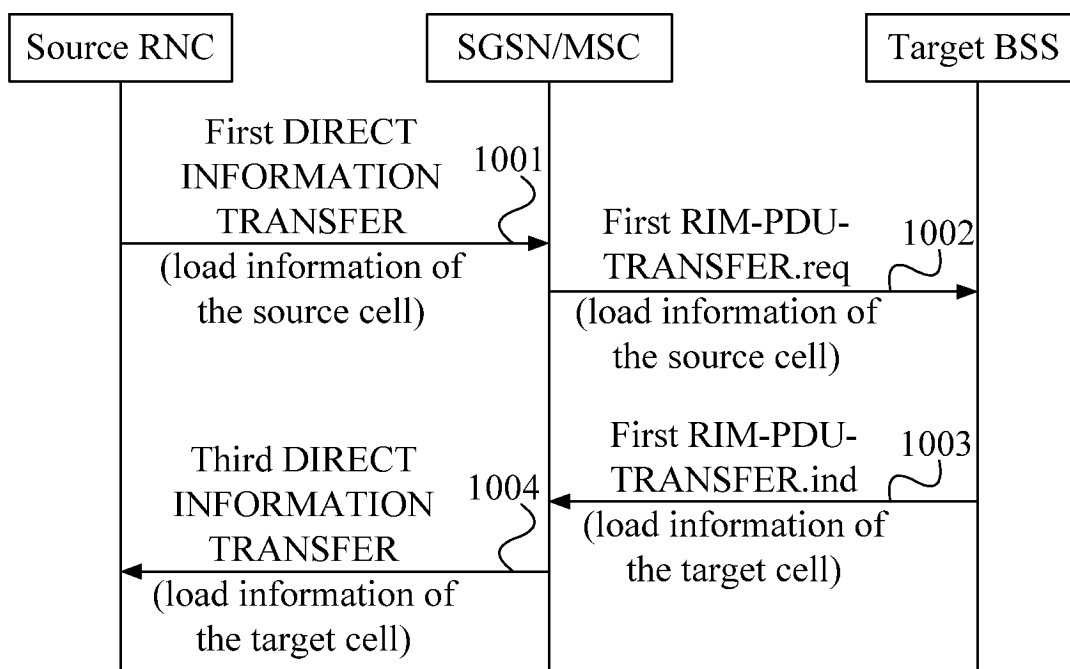 Source RNC
SGSN/MSC
Target BSS
First DIRECT
INFORMATION
TRANSFER
1001
(load information of
the source cell)
First RIM-PDU-
TRANSFER.req
1002
(load information of
the source cell)
First RIM-PDU-
TRANSFER.ind
1003
(load information of
the target cell)
Third DIRECT
INFORMATION
TRANSFER
1004
(load information of
the target cell)